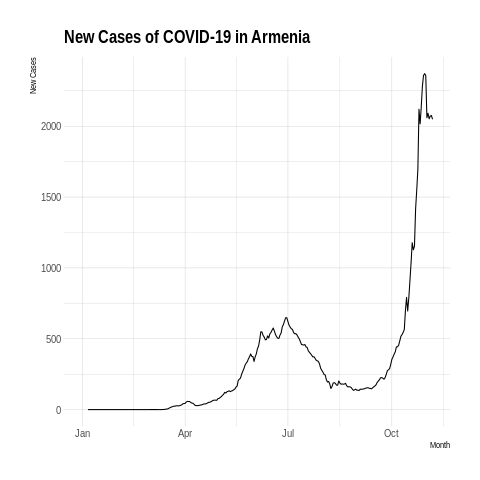 New Cases of COVID-19 in Armenia
New Cases
2000
1500
1000
500
0
Jan Apr Jul Oct
Month